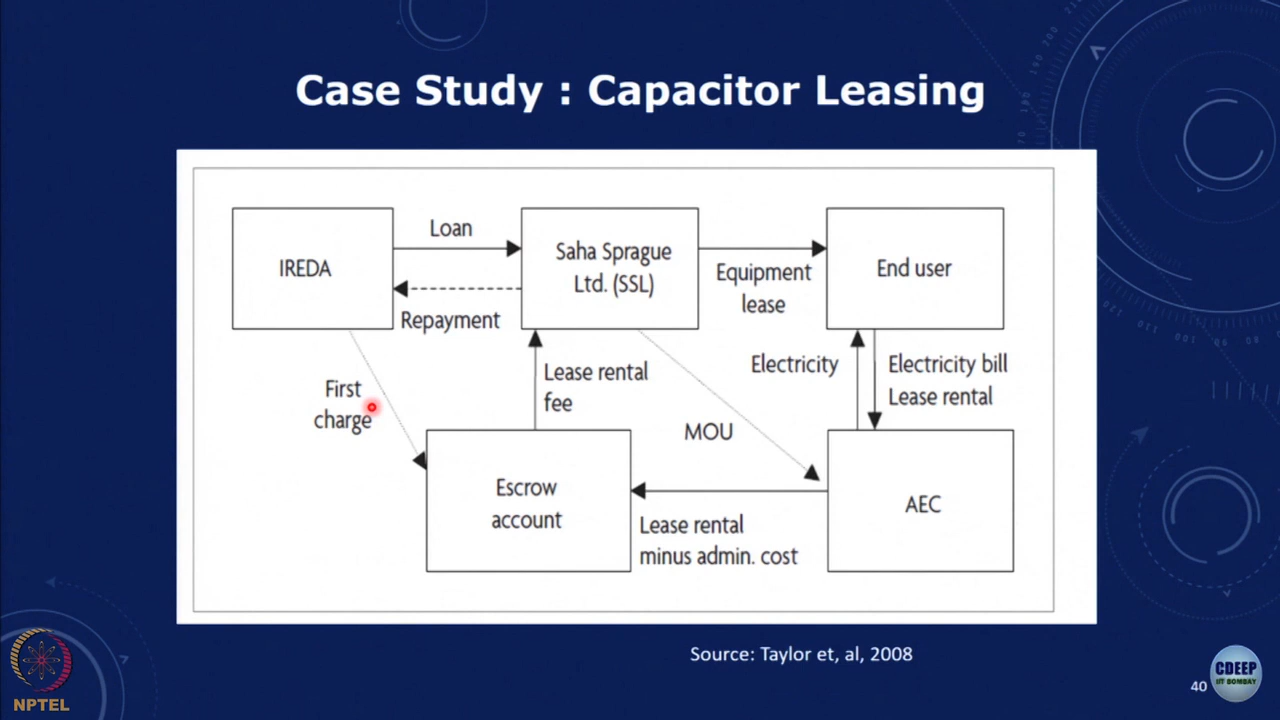 Case Study : Capacitor Leasing
IREDA
Loan
Repayment
Saha Sprague
Ltd. (SSL)
Equipment
lease
End user
First
charge
Lease rental
fee
MOU
Electricity
Electricity bill
Lease rental
Escrow
account
Lease rental
minus admin. cost
AEC
Source: Taylor et, al, 2008
NPTEL
40
CDEEP
IIT BOMBAY